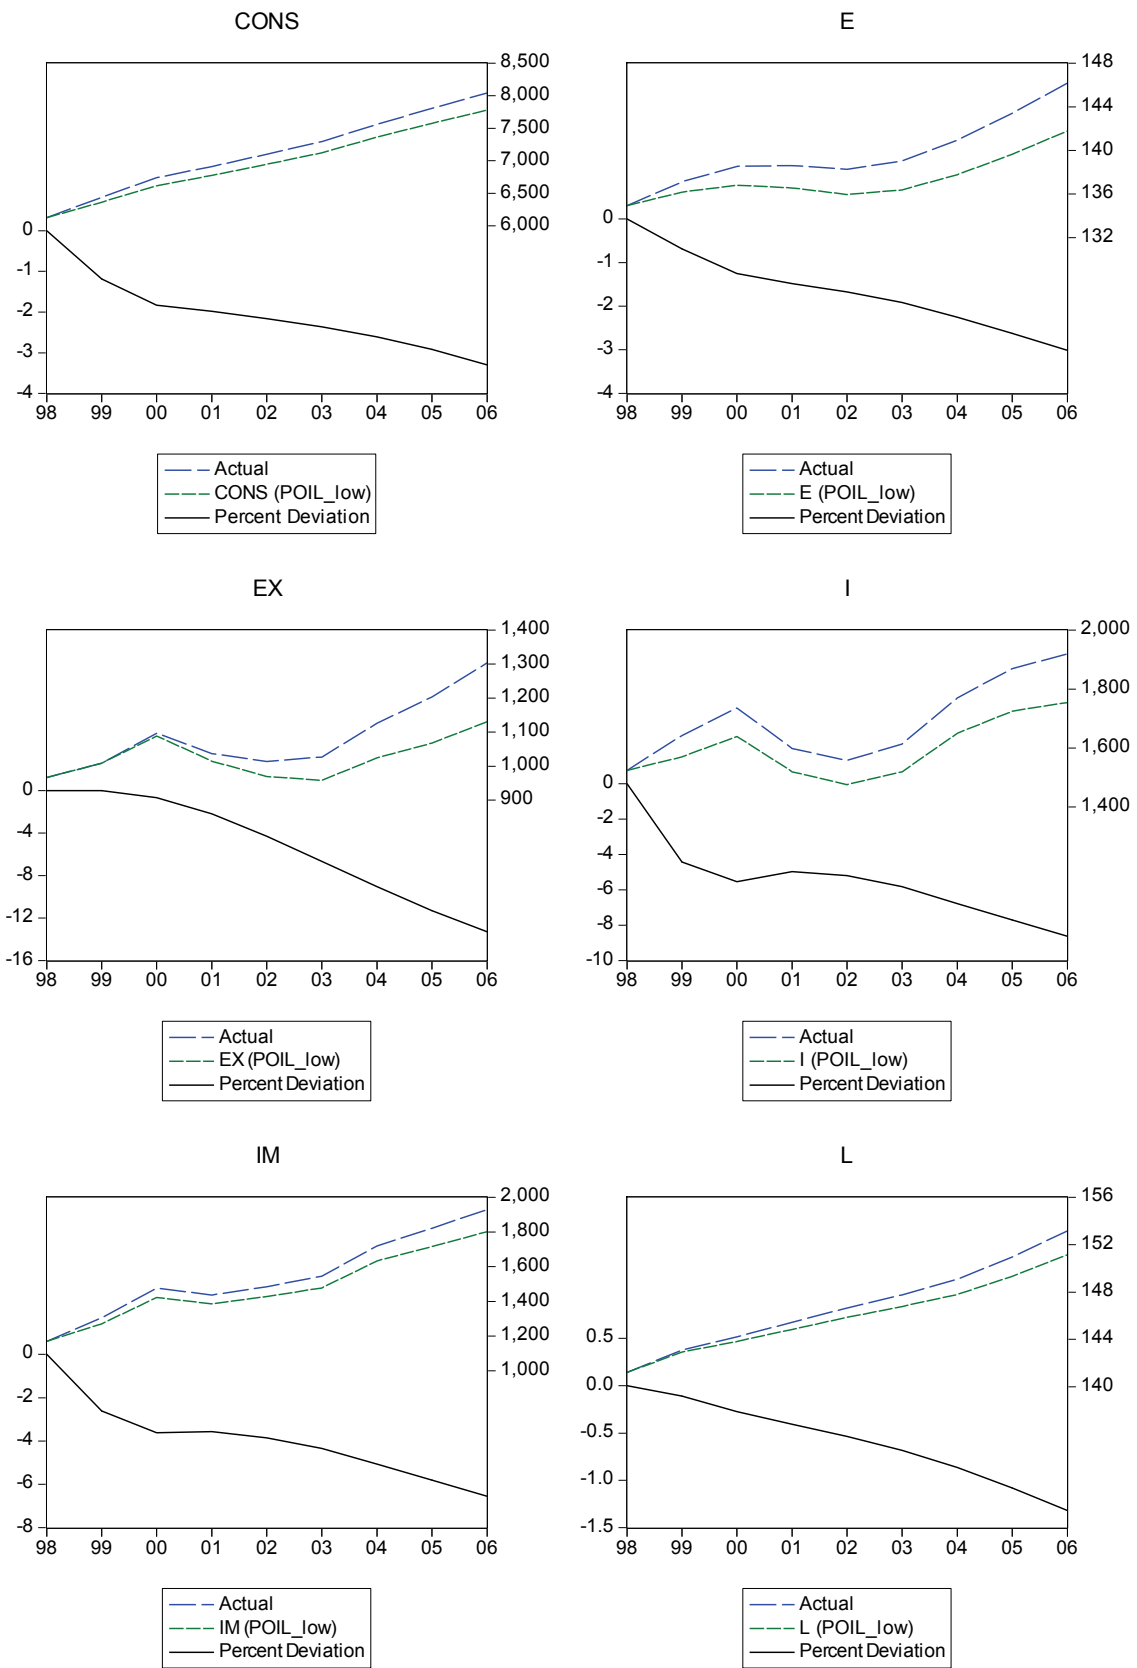 CONS
8,500
8,000
7,500
7,000
6,500
6,000
0
-1
-2
-3
-4
98 99 00 01 02 03 04 05 06
Actual
CONS (POIL_low)
Percent Deviation
E
148
144
140
136
132
0
-1
-2
-3
-4
98 99 00 01 02 03 04 05 06
Actual
E (POIL_low)
Percent Deviation
EX
1,400
1,300
1,200
1,100
1,000
900
0
-4
-8
-12
-16
98 99 00 01 02 03 04 05 06
Actual
EX (POIL_low)
Percent Deviation
I
2,000
1,800
1,600
1,400
0
-2
-4
-6
-8
-10
98 99 00 01 02 03 04 05 06
Actual
I (POIL_low)
Percent Deviation
IM
2,000
1,800
1,600
1,400
1,200
1,000
0
-2
-4
-6
-8
98 99 00 01 02 03 04 05 06
Actual
IM (POIL_low)
Percent Deviation
L
156
152
148
144
140
0.5
0.0
-0.5
-1.0
-1.5
98 99 00 01 02 03 04 05 06
Actual
L (POIL_low)
Percent Deviation